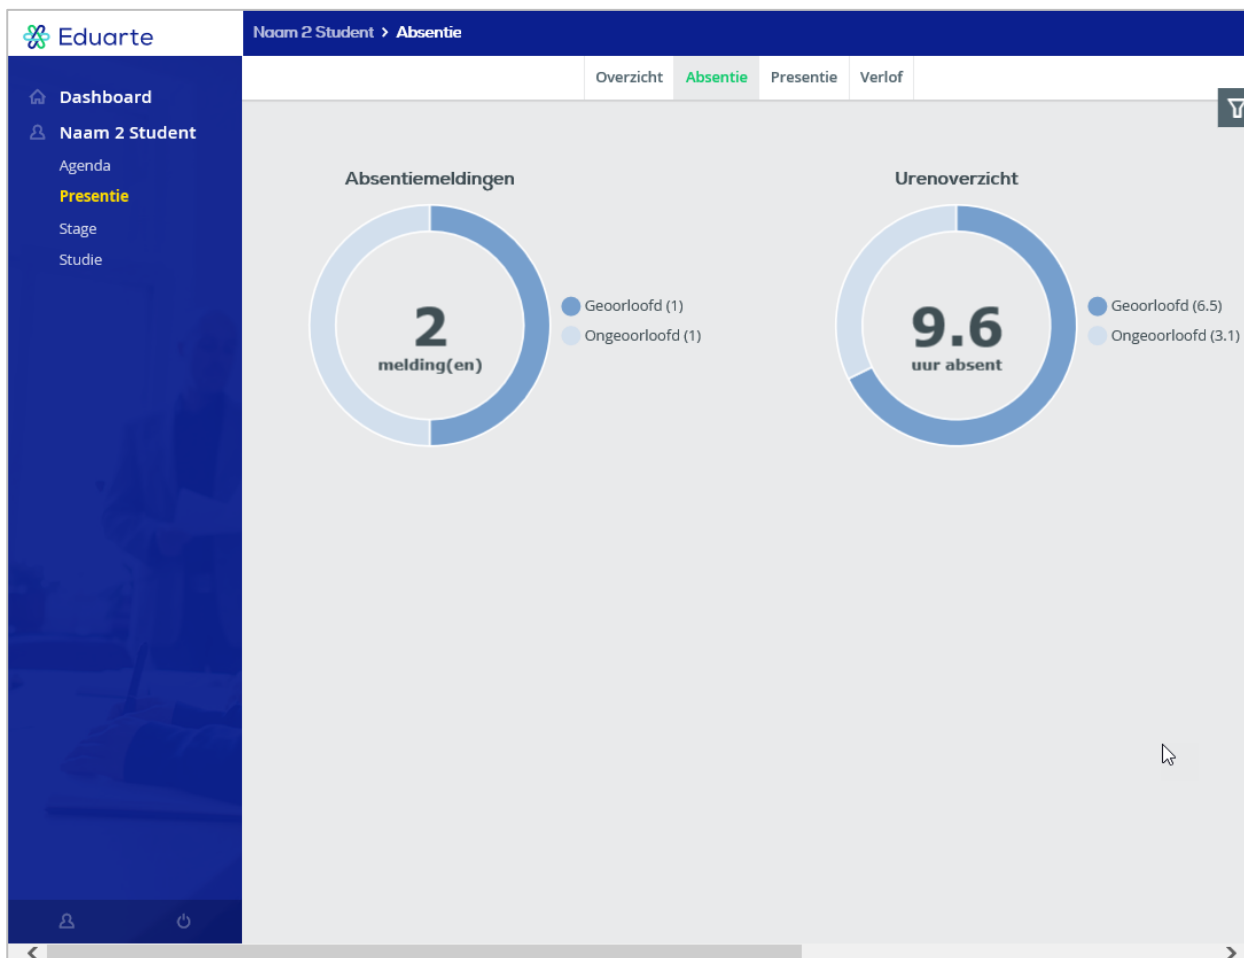 Eduarte
Naam 2 Student > Absentie
Overzicht Absentie Presentie Verlof
Dashboard
Naam 2 Student
Agenda
Presentie
Stage
Studie
Absentiemeldingen
2
melding(en)
Geoorloofd (1)
Ongeoorloofd (1)
Urenoverzicht
9.6
uur absent
Geoorloofd (6.5)
Ongeoorloofd (3.1)